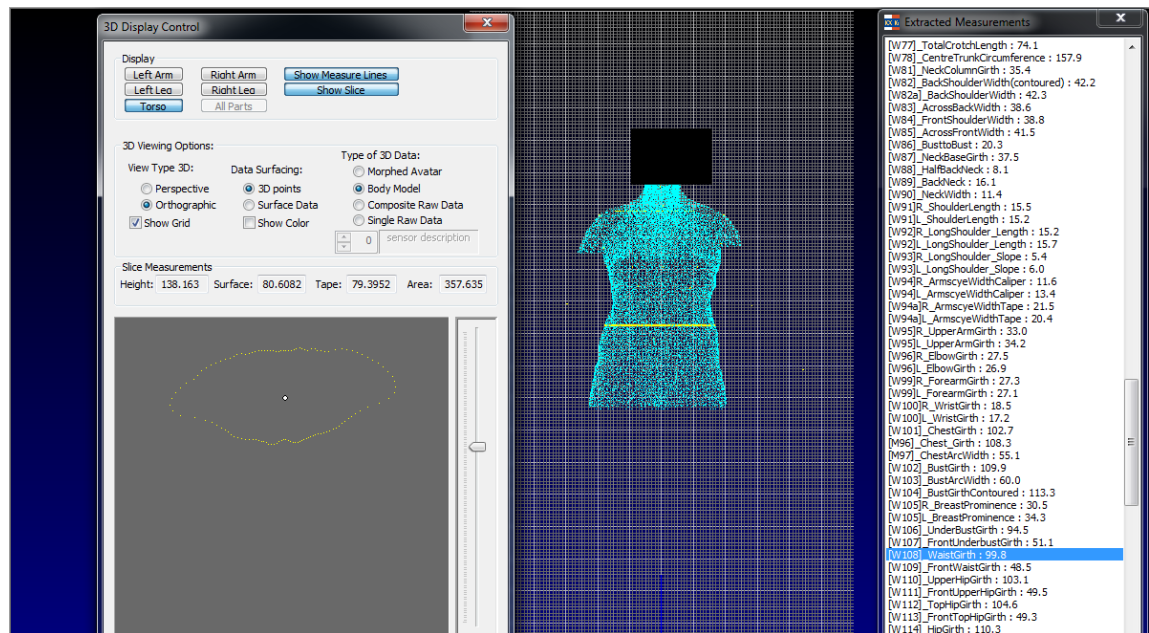 3D Display Control
Display
Left Arm Right Arm Show Measure Lines
Left Leg Right Leg Show Slice
Torso All Parts
3D Viewing Options:
View Type 3D: Data Surfacing: Type of 3D Data:
Perspective 3D points Morphed Avatar
Orthographic Surface Data Body Model
Show Grid Show Color Composite Raw Data
Single Raw Data
0 sensor description
Slice Measurements
Height: 138.163 Surface: 80.6082 Tape: 79.3952 Area: 357.635
Extracted Measurements
[W77]_TotalCrotchLength : 74.1
[W78]_CentreTrunkCircumference : 157.9
[W81]_NeckColumnGirth : 35.4
[W82]_BackShoulderWidth(contoured) : 42.2
[W82a]_BackShoulderWidth : 42.3
[W83]_AcrossBackWidth : 38.6
[W84]_FrontShoulderWidth : 38.8
[W85]_AcrossFrontWidth : 41.5
[W86]_BusttoBust : 20.3
[W87]_NeckBaseGirth : 37.5
[W88]_HalfBackNeck : 8.1
[W89]_BackNeck : 16.1
[W90]_NeckWidth : 11.4
[W91]R_ShoulderLength : 15.5
[W91]L_ShoulderLength : 15.2
[W92]R_LongShoulder_Length : 15.2
[W92]L_LongShoulder_Length : 15.7
[W93]R_LongShoulder_Slope : 5.4
[W93]L_LongShoulder_Slope : 6.0
[W94]R_ArmscyeWidthCaliper : 11.6
[W94]L_ArmscyeWidthCaliper : 13.4
[W94a]R_ArmscyeWidthTape : 21.5
[W94a]L_ArmscyeWidthTape : 20.4
[W95]R_UpperArmGirth : 33.0
[W95]L_UpperArmGirth : 34.2
[W96]R_ElbowGirth : 27.5
[W96]L_ElbowGirth : 26.9
[W99]R_ForearmGirth : 27.3
[W99]L_ForearmGirth : 27.1
[W100]R_WristGirth : 18.5
[W100]L_WristGirth : 17.2
[W101]_ChestGirth : 102.7
[M96]_Chest_Girth : 108.3
[M97]_ChestArcWidth : 55.1
[W102]_BustGirth : 109.9
[W103]_BustArcWidth : 60.0
[W104]_BustGirthContoured : 113.3
[W105]R_BreastProminence : 30.5
[W105]L_BreastProminence : 34.3
[W106]_UnderBustGirth : 94.5
[W107]_FrontUnderbustGirth : 51.1
[W108]_WaistGirth : 99.8
[W109]_FrontWaistGirth : 48.5
[W110]_UpperHipGirth : 103.1
[W111]_FrontUpperHipGirth : 49.5
[W112]_TopHipGirth : 104.6
[W113]_FrontTopHipGirth : 49.3
[W114]_HipGirth : 110.3